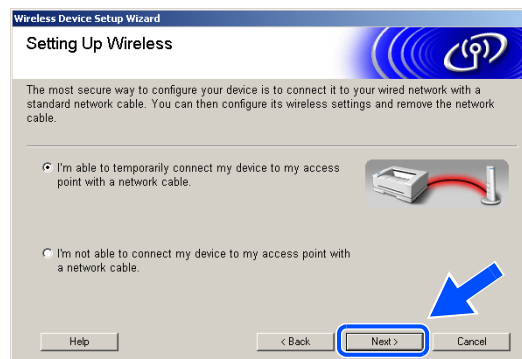 Wireless Device Setup Wizard
Setting Up Wireless
The most secure way to configure your device is to connect it to your wired network with a
standard network cable. You can then configure its wireless settings and remove the network
cable.
I'm able to temporarily connect my device to my access
point with a network cable.
I'm not able to connect my device to my access point with
a network cable.
Help
< Back
Next >
Cancel